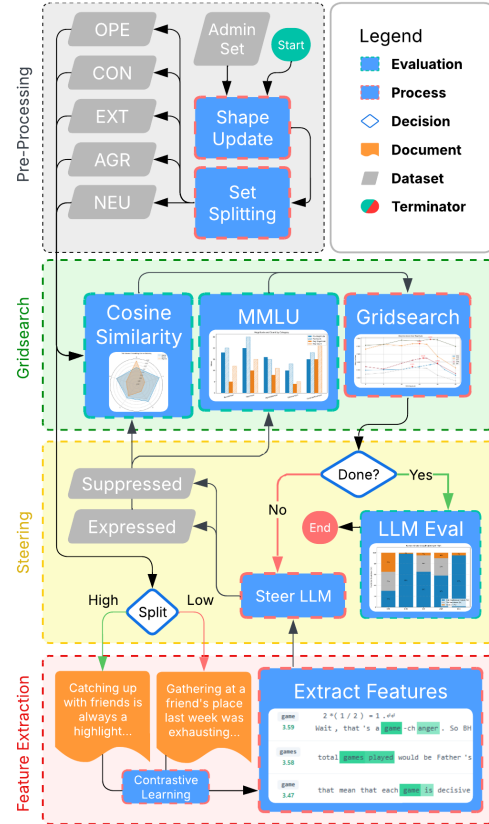 Pre-Processing
OPE
CON
EXT
AGR
NEU
Admin
Set
Start
Shape
Update
Set
Splitting
Legend
Evaluation
Process
Decision
Document
Dataset
Terminator
Gridsearch
Cosine
Similarity
MMLU
Gridsearch
Steering
Suppressed
Expressed
Done?
Yes
No
End
LLM Eval
Steer LLM
High
Split
Low
Feature Extraction
Catching up
with friends is
always a
highlight...
Gathering at a
friend's place
last week was
exhausting...
Contrastive
Learning
Extract Features
game
3.59
2 * ( 1 / 2 ) = 1 .
Wait , that's a game -ch anger . So BH
games
3.58
total games played would be Father 's
game
3.47
that mean that each game is decisive